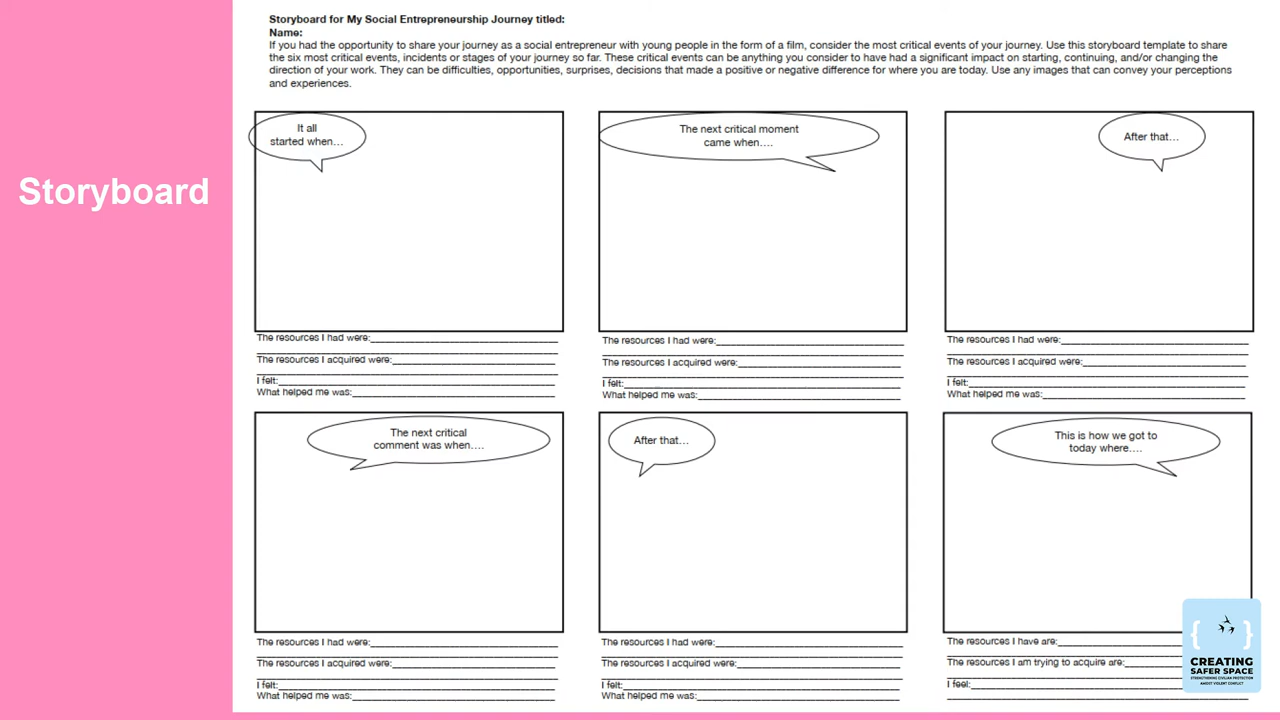 Storyboard
Storyboard for My Social Entrepreneurship Journey titled:
Name:
If you had the opportunity to share your journey as a social entrepreneur with young people in the form of a film, consider the most critical events of your journey. Use this storyboard template to share
the six most critical events, incidents or stages of your journey so far. These critical events can be anything you consider to have had a significant impact on starting, continuing, and/or changing the
direction of your work. They can be difficulties, opportunities, surprises, decisions that made a positive or negative difference for where you are today. Use any images that can convey your perceptions
and experiences.
It all
started when…
The resources I had were:
The resources I acquired were:
I felt:
What helped me was:
The next critical moment
came when….
The resources I had were:
The resources I acquired were:
I felt:
What helped me was:
After that…
The resources I had were:
The resources I acquired were:
I felt:
What helped me was:
The next critical
comment was when….
The resources I had were:
The resources I acquired were:
I felt:
What helped me was:
After that…
The resources I had were:
The resources I acquired were:
I felt:
What helped me was:
This is how we got to
today where….
The resources I have are:
The resources I am trying to acquire are:
I feel:
CREATING
SAFER SPACE
STRENGTHENING CIVILIAN PROTECTION
AMIDST VIOLENT CONFLICT